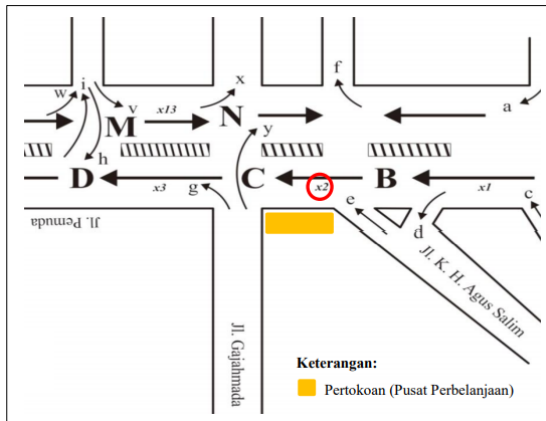 f
x
a
w
i
v
x13
N
M
y
h
D
x3
g
C
x2
B
x1
e
c
d
Jl. Pemuda
Jl. K. H. Agus Salim
Jl. Gajahmada
Keterangan:
Pertokoan (Pusat Perbelanjaan)